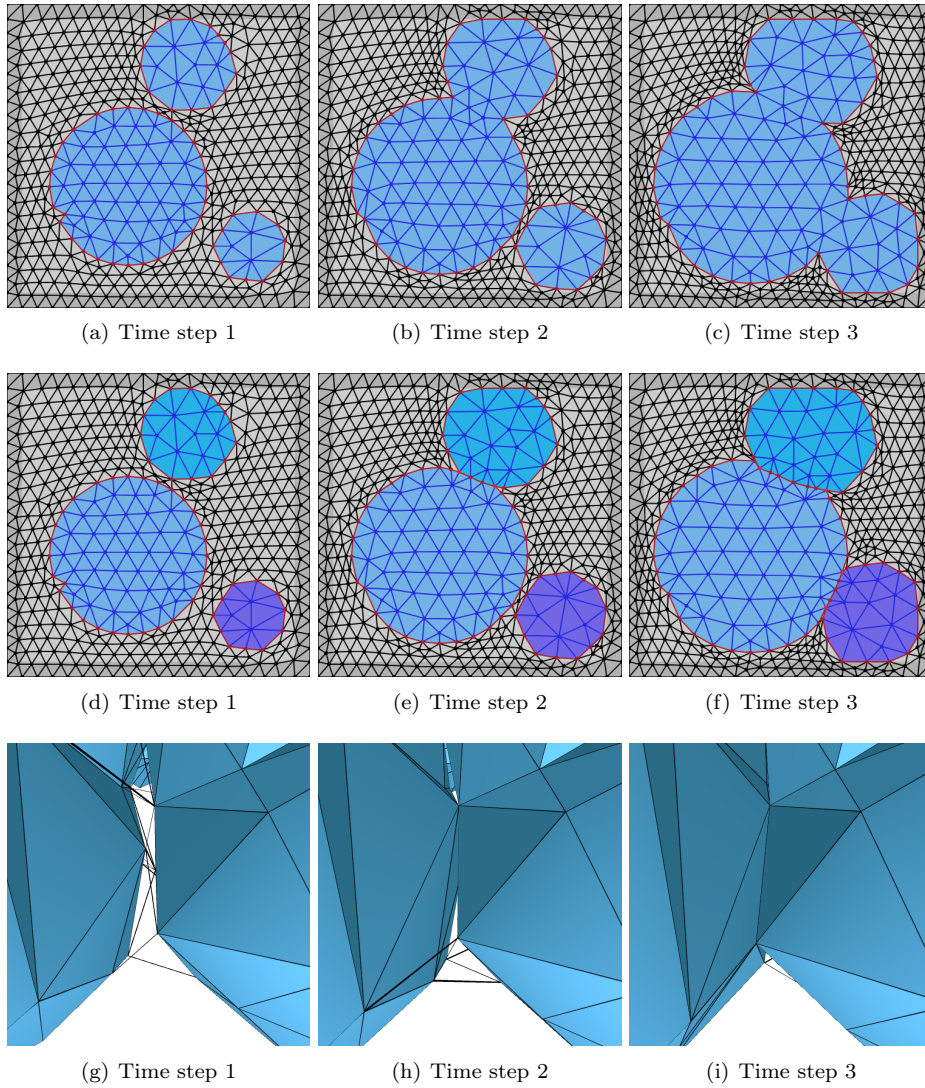 (a) Time step 1
(b) Time step 2
(c) Time step 3
(d) Time step 1
(e) Time step 2
(f) Time step 3
(g) Time step 1
(h) Time step 2
(i) Time step 3